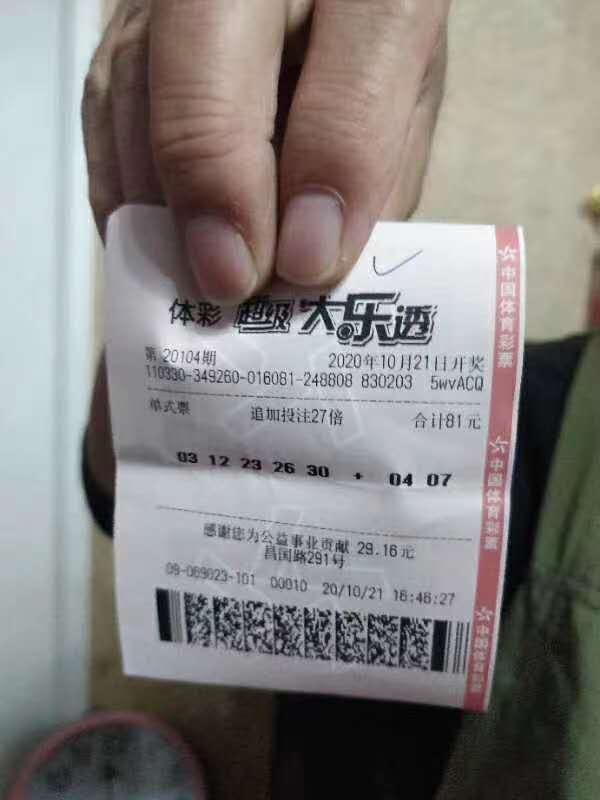 体彩 超级大乐透
第 20104期 2020年10月21日开奖
110330-349260-016081-248808 830203 5wvACQ
单式票 追加投注27倍 合计81元
03 12 23 26 30 + 04 07
感谢您为公益事业贡献 29.16元
昌国路291号
09-069023-101 00010 20/10/21 16:46:27
中国体育彩票
中国体育彩票
中国体育彩票